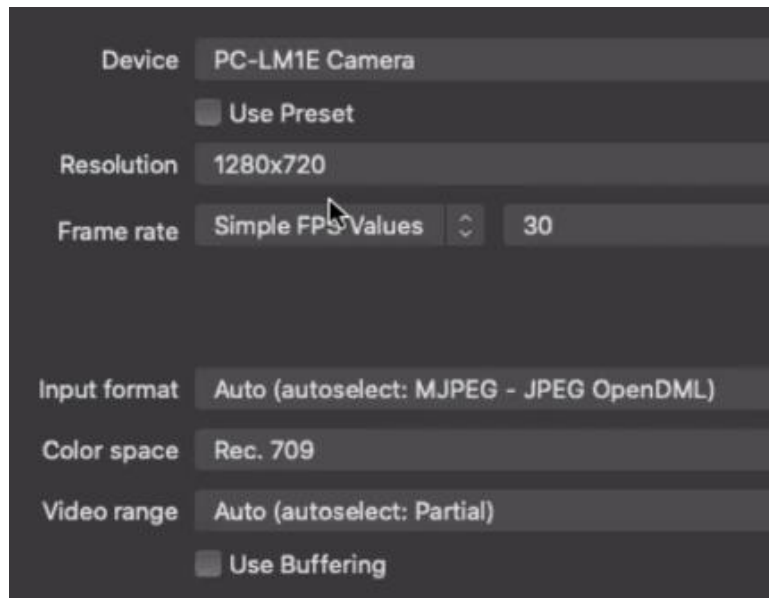 Device PC-LM1E Camera
Use Preset
Resolution 1280x720
Frame rate Simple FPS Values 30
Input format Auto (autoselect: MJPEG - JPEG OpenDML)
Color space Rec. 709
Video range Auto (autoselect: Partial)
Use Buffering